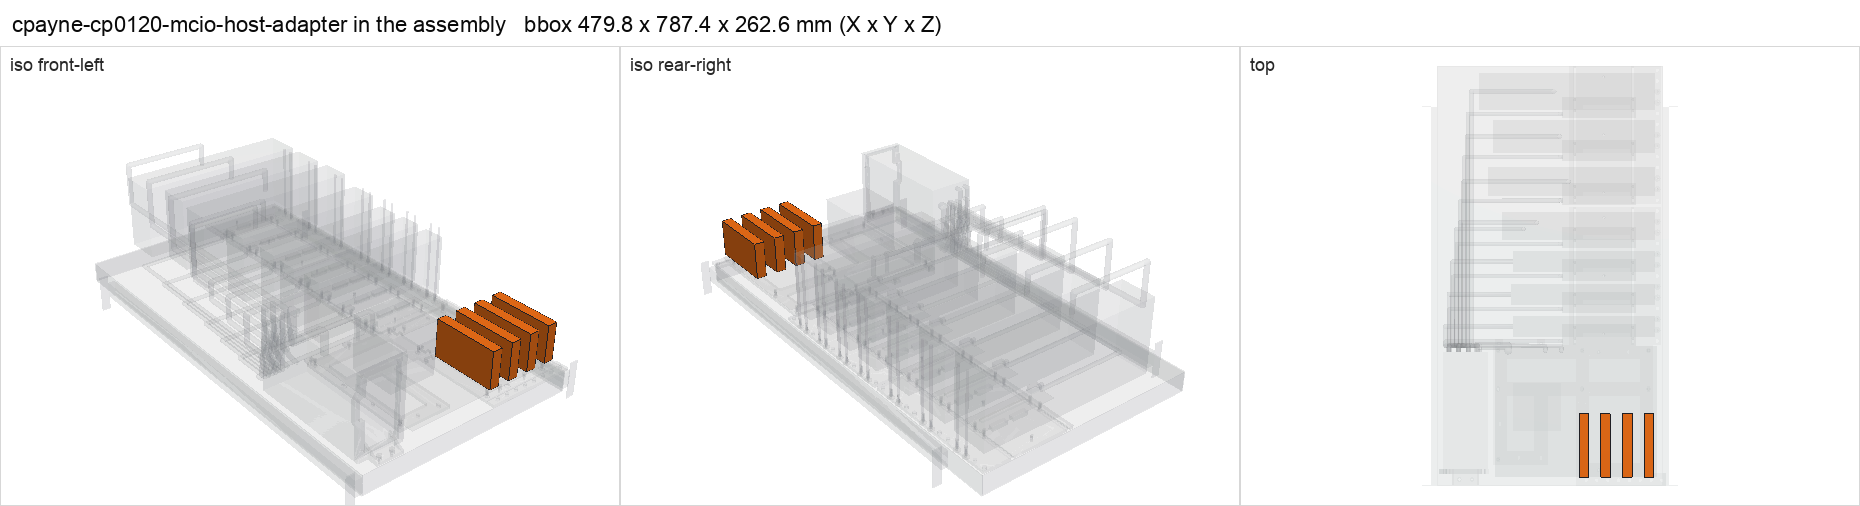 cpayne-cp0120-mcio-host-adapter in the assembly   bbox 479.8 x 787.4 x 262.6 mm (X x Y x Z)
iso front-left
iso rear-right
top